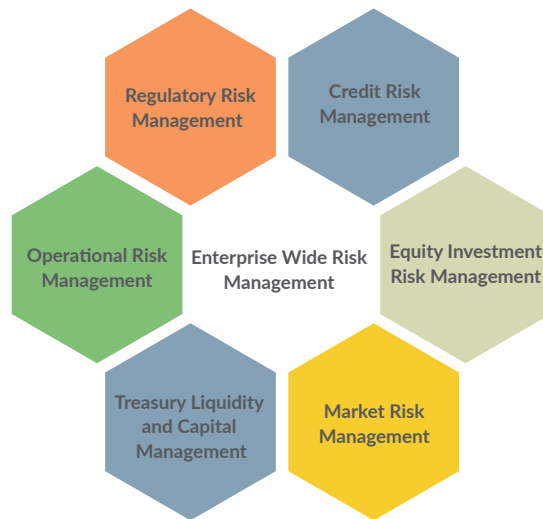 Regulatory Risk
Management
Credit Risk
Management
Operational Risk
Management
Enterprise Wide Risk
Management
Equity Investment
Risk Management
Treasury Liquidity
and Capital
Management
Market Risk
Management